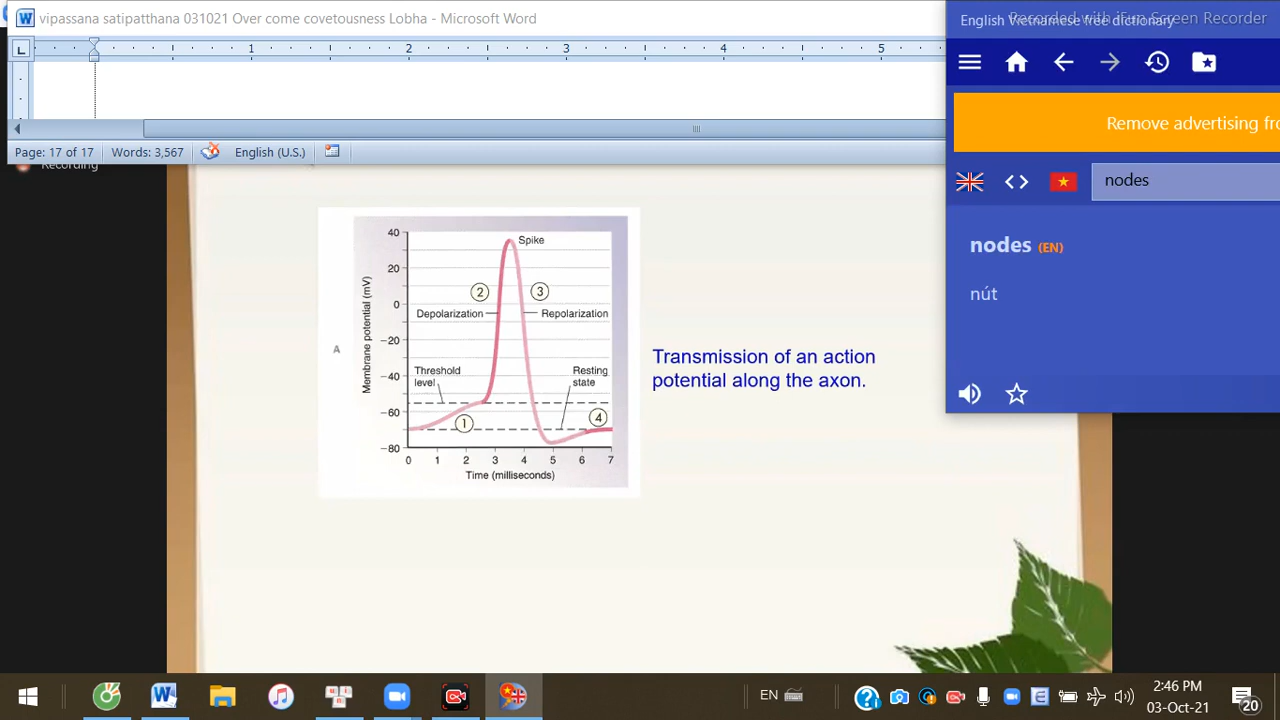 vipassana satipatthana 031021 Over come covetousness Lobha - Microsoft Word
1 2 3 4 5
Page: 17 of 17 Words: 3,567 English (U.S.)
Recording
English Vietnamese free dictionary
Recorded with iFun Screen Recorder
Remove advertising fro
nodes
nodes (EN)
nút
A
Membrane potential (mV)
40
20
0
−20
−40
−60
−80
Spike
2 3
Depolarization Repolarization
Threshold
level
Resting
state
1 4
0 1 2 3 4 5 6 7
Time (milliseconds)
Transmission of an action
potential along the axon.
EN
2:46 PM
03-Oct-21
20